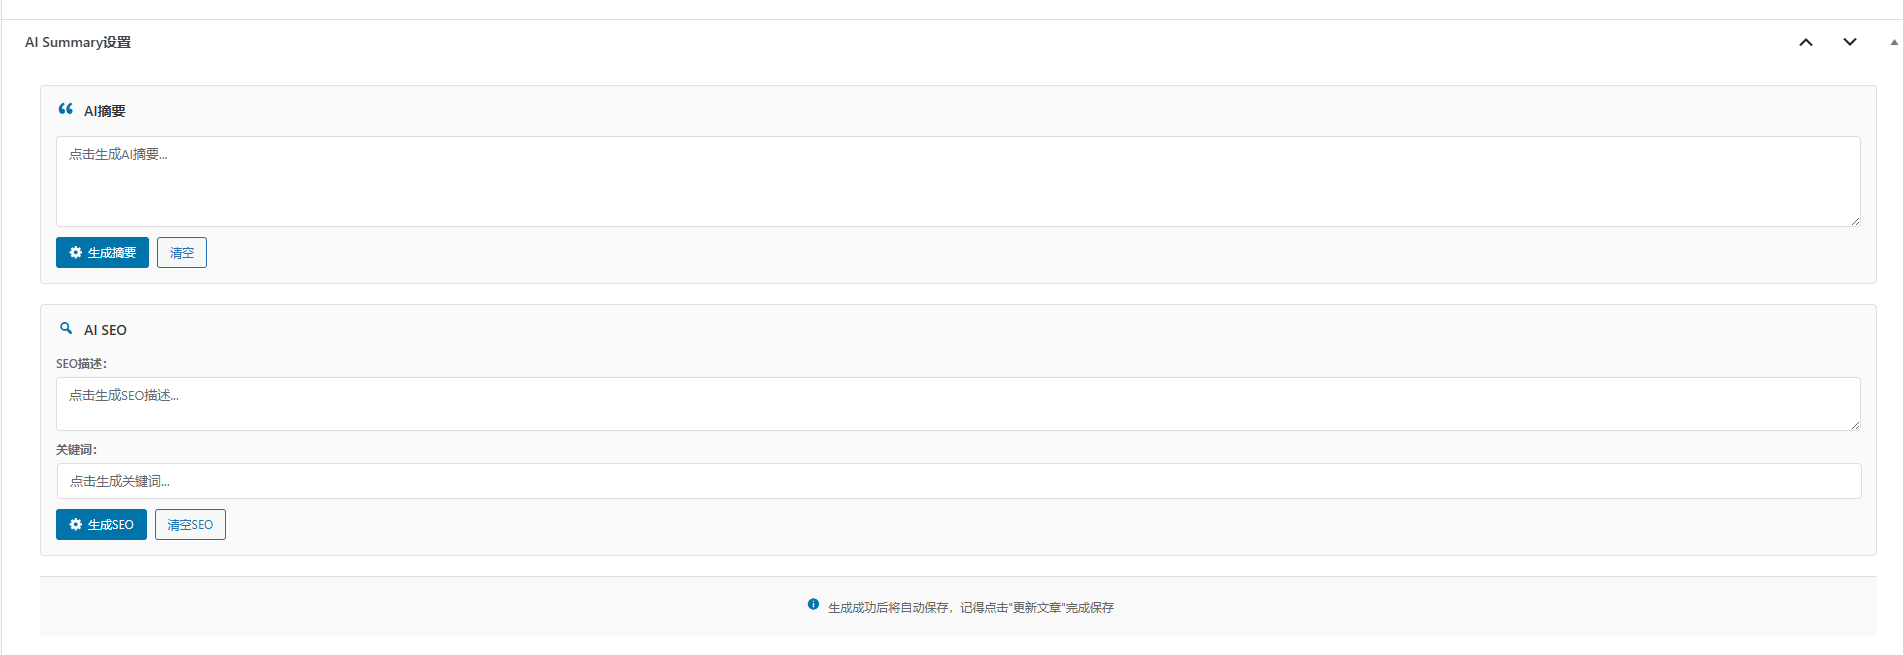 AI Summary设置
AI摘要
点击生成AI摘要...
生成摘要 清空
AI SEO
SEO描述：
点击生成SEO描述...
关键词：
点击生成关键词...
生成SEO 清空SEO
生成成功后将自动保存，记得点击"更新文章"完成保存